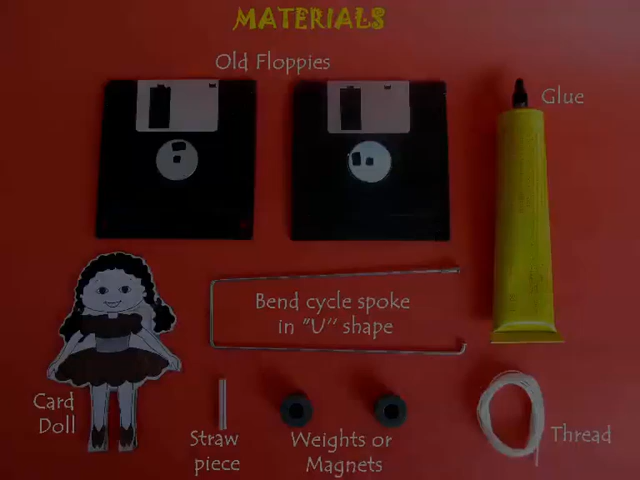 MATERIALS
Old Floppies
Glue
Bend cycle spoke
in "U" shape
Card
Doll
Straw
piece
Weights or
Magnets
Thread